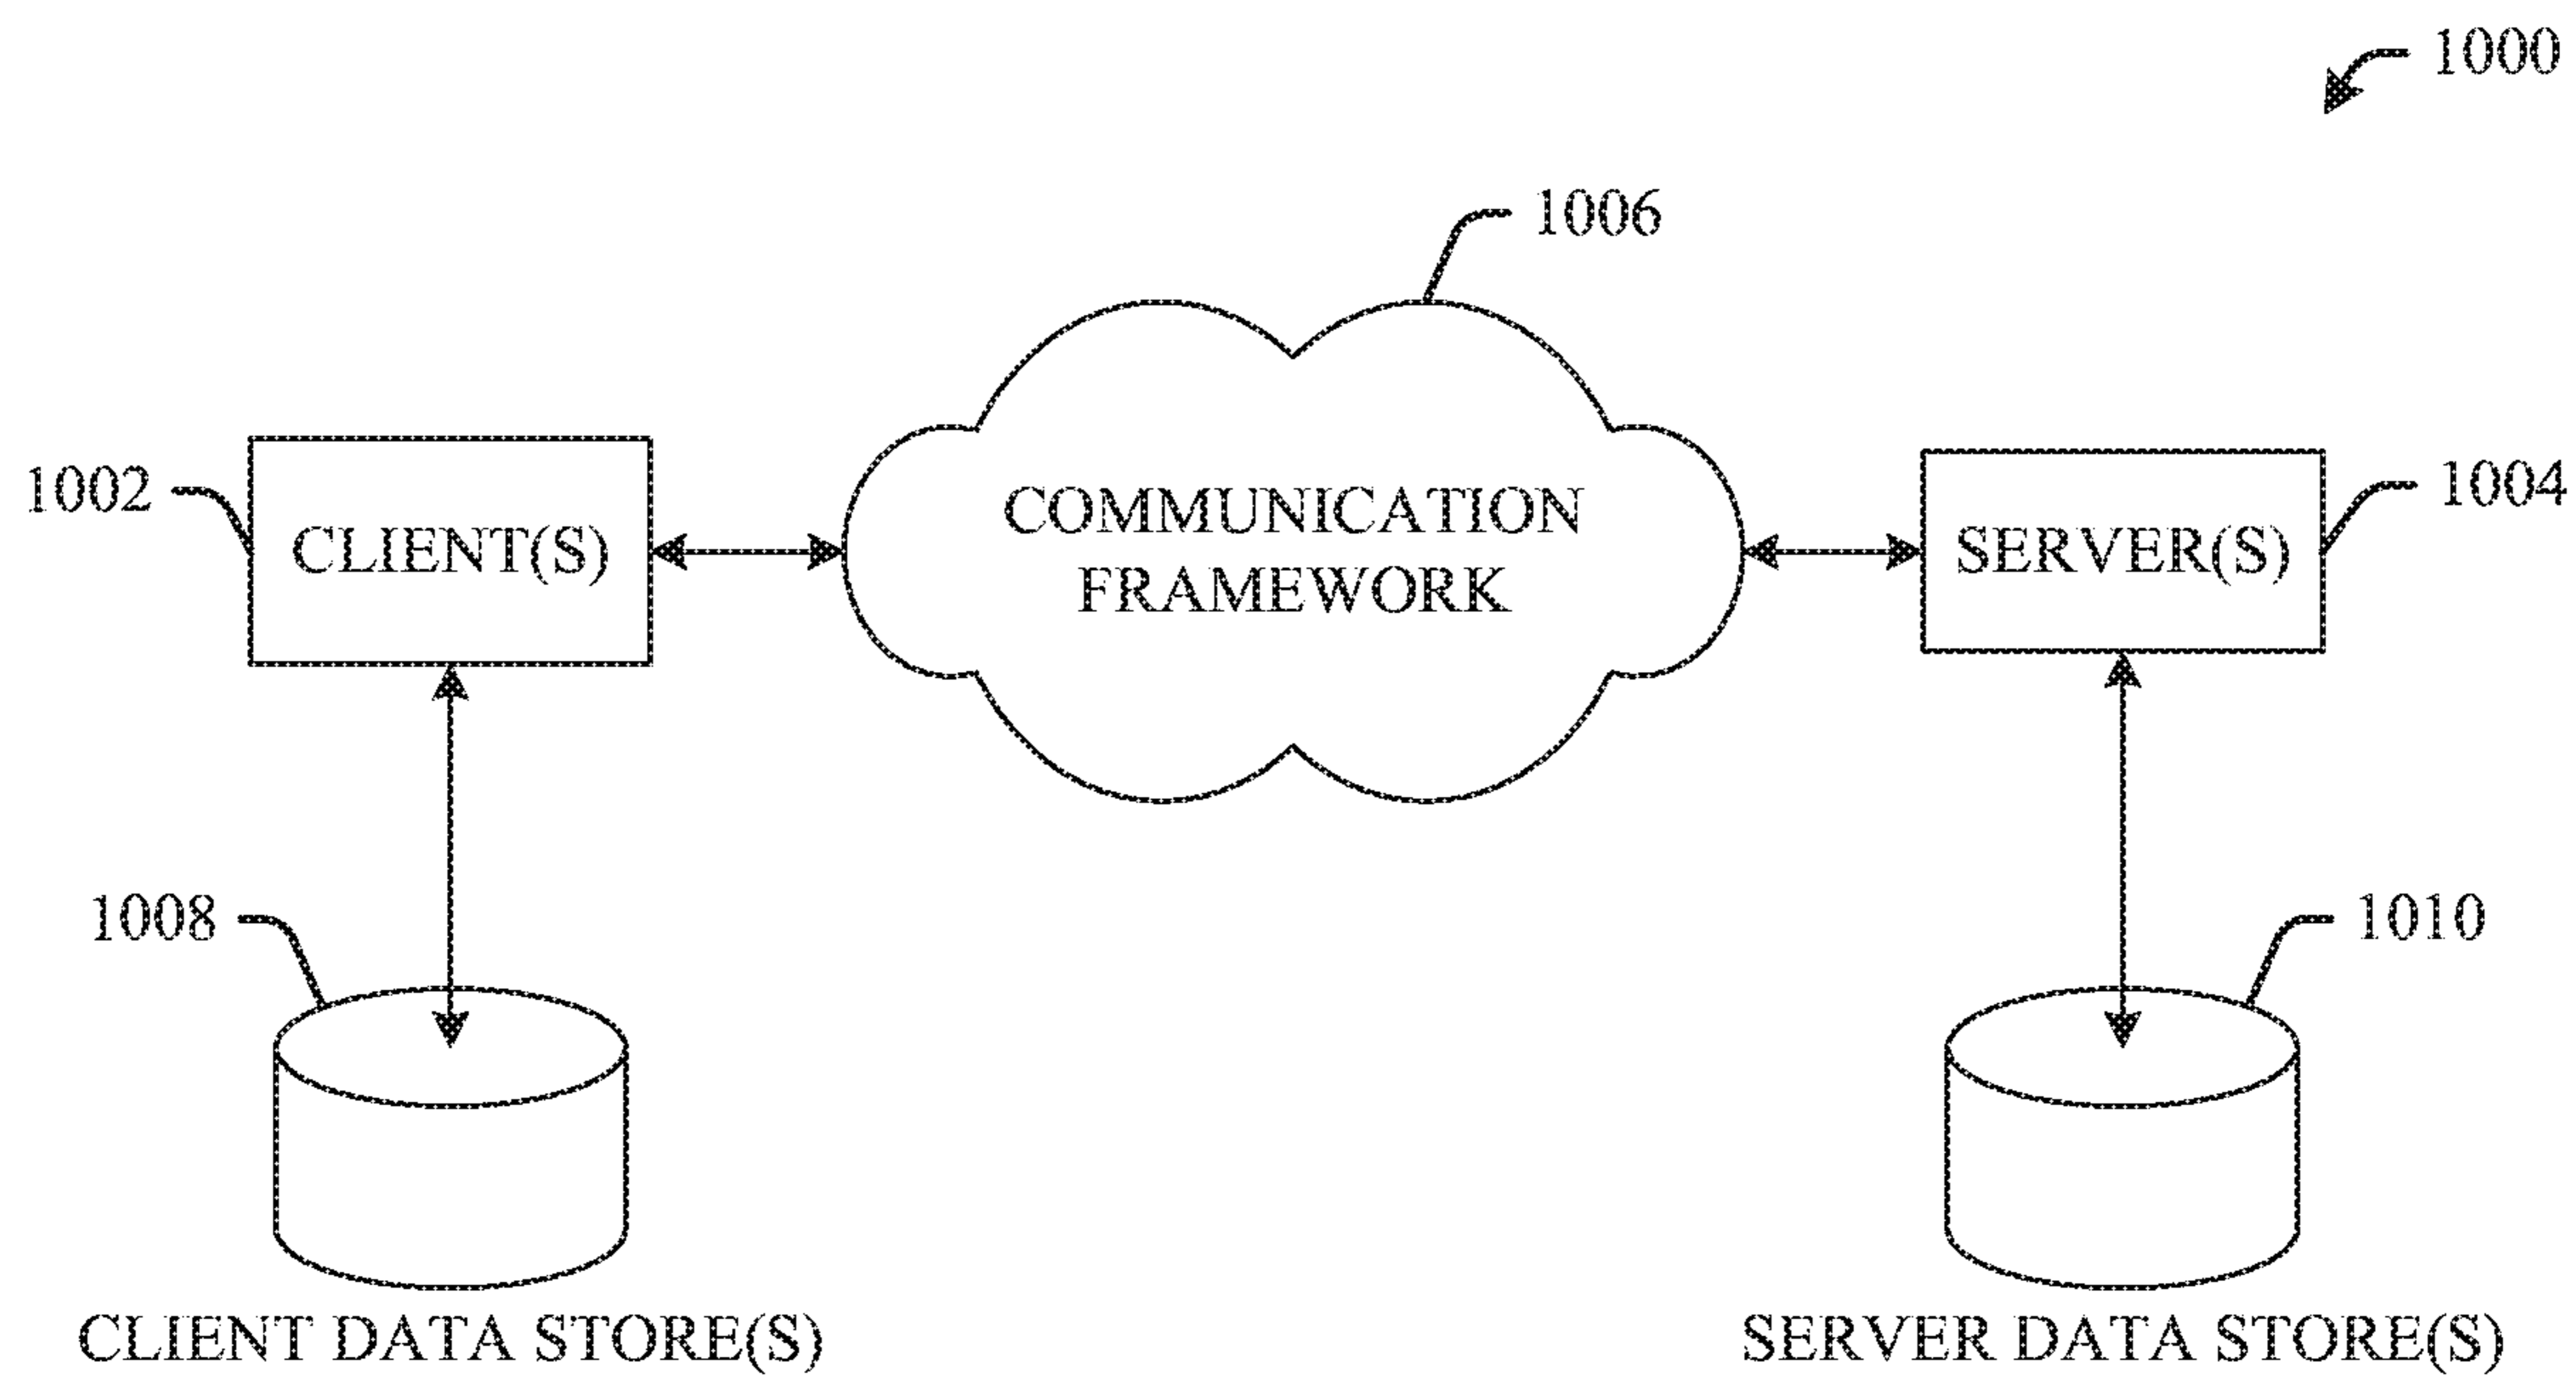 1000
1006
1002
CLIENT(S)
COMMUNICATION
FRAMEWORK
SERVER(S)
1004
1008
1010
CLIENT DATA STORE(S)
SERVER DATA STORE(S)